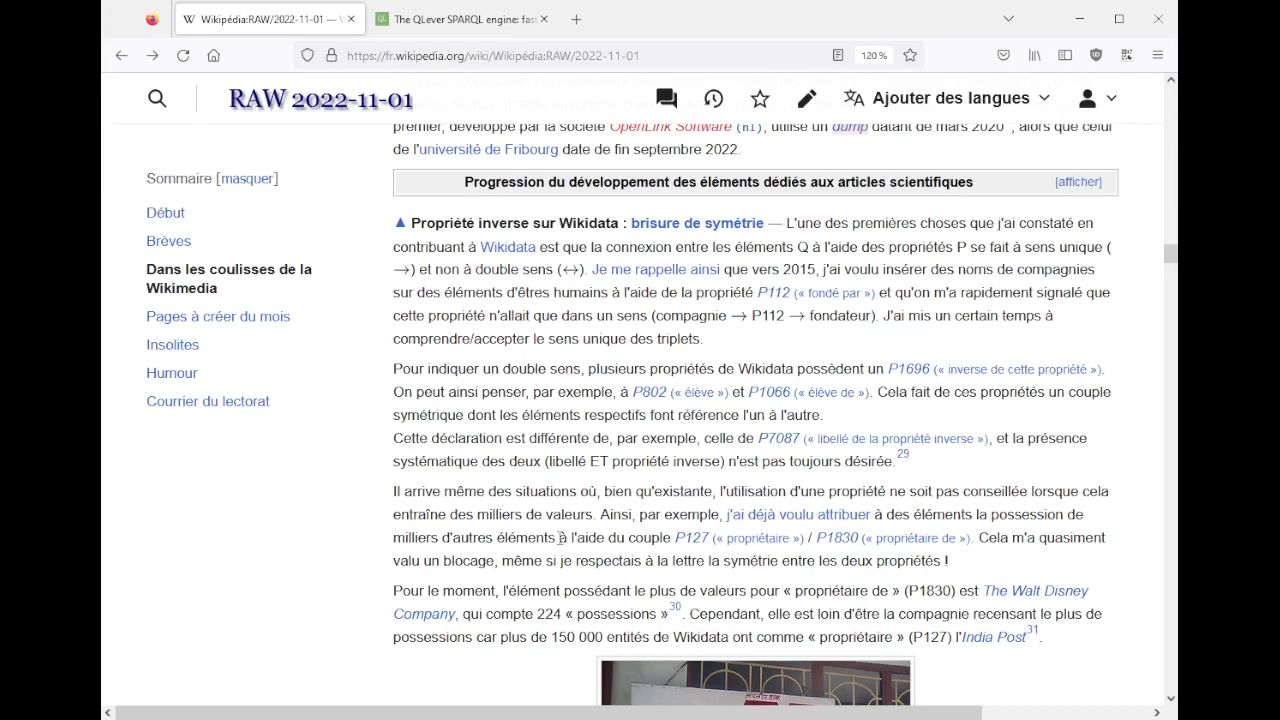 Wikipédia:RAW/2022-11-01 — W
QL The QLever SPARQL engine: fast
https://fr.wikipedia.org/wiki/Wikipédia:RAW/2022-11-01
120 %
RAW 2022-11-01
Ajouter des langues
premier, développé par la société OpenLink Software (nl), utilise un dump datant de mars 2020 , alors que celui
de l'université de Fribourg date de fin septembre 2022.
Progression du développement des éléments dédiés aux articles scientifiques [afficher]
Sommaire [masquer]
Début
Brèves
Dans les coulisses de la
Wikimedia
Pages à créer du mois
Insolites
Humour
Courrier du lectorat
▲ Propriété inverse sur Wikidata : brisure de symétrie — L'une des premières choses que j'ai constaté en
contribuant à Wikidata est que la connexion entre les éléments Q à l'aide des propriétés P se fait à sens unique (
→) et non à double sens (↔). Je me rappelle ainsi que vers 2015, j'ai voulu insérer des noms de compagnies
sur des éléments d'êtres humains à l'aide de la propriété P112 (« fondé par ») et qu'on m'a rapidement signalé que
cette propriété n'allait que dans un sens (compagnie → P112 → fondateur). J'ai mis un certain temps à
comprendre/accepter le sens unique des triplets.
Pour indiquer un double sens, plusieurs propriétés de Wikidata possèdent un P1696 (« inverse de cette propriété »).
On peut ainsi penser, par exemple, à P802 (« élève ») et P1066 (« élève de »). Cela fait de ces propriétés un couple
symétrique dont les éléments respectifs font référence l'un à l'autre.
Cette déclaration est différente de, par exemple, celle de P7087 (« libellé de la propriété inverse »), et la présence
systématique des deux (libellé ET propriété inverse) n'est pas toujours désirée.29
Il arrive même des situations où, bien qu'existante, l'utilisation d'une propriété ne soit pas conseillée lorsque cela
entraîne des milliers de valeurs. Ainsi, par exemple, j'ai déjà voulu attribuer à des éléments la possession de
milliers d'autres éléments à l'aide du couple P127 (« propriétaire ») / P1830 (« propriétaire de »). Cela m'a quasiment
valu un blocage, même si je respectais à la lettre la symétrie entre les deux propriétés !
Pour le moment, l'élément possédant le plus de valeurs pour « propriétaire de » (P1830) est The Walt Disney
Company, qui compte 224 « possessions »30. Cependant, elle est loin d'être la compagnie recensant le plus de
possessions car plus de 150 000 entités de Wikidata ont comme « propriétaire » (P127) l'India Post31.